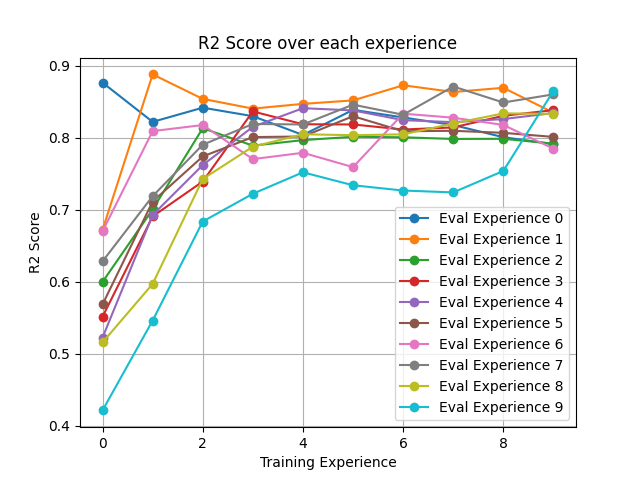 R2 Score over each experience
R2 Score
0.9
0.8
0.7
0.6
0.5
0.4
0 2 4 6 8
Training Experience
Eval Experience 0
Eval Experience 1
Eval Experience 2
Eval Experience 3
Eval Experience 4
Eval Experience 5
Eval Experience 6
Eval Experience 7
Eval Experience 8
Eval Experience 9